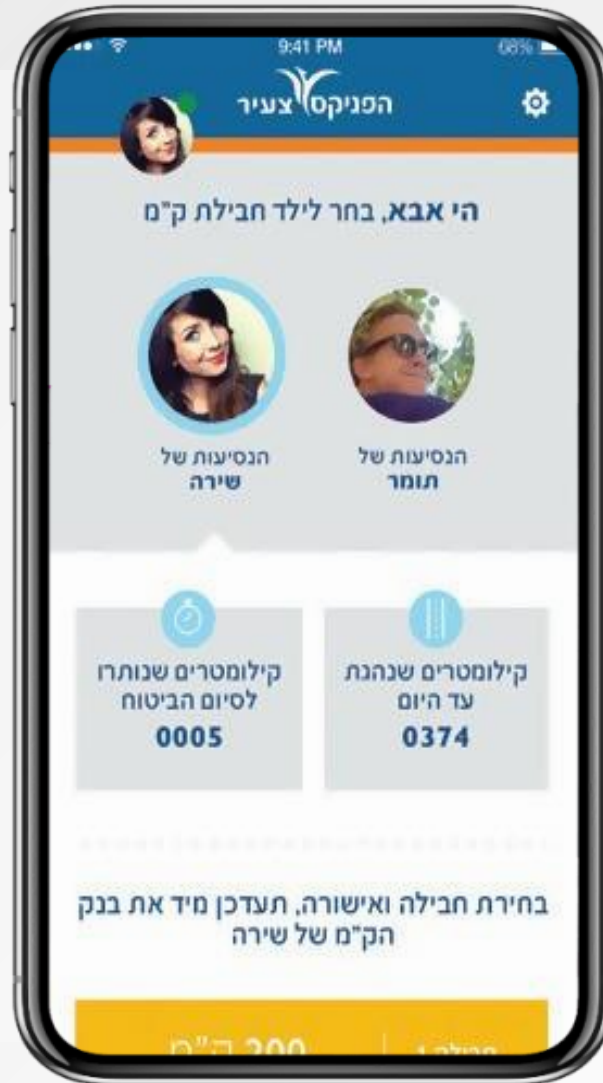 9:41 PM
68%
הפניקס צעיר
הי אבא, בחר לילד חבילת ק"מ
הנסיעות של
תומר
הנסיעות של
שירה
קילומטרים שנהגת
עד היום
0374
קילומטרים שנותרו
לסיום הביטוח
0005
בחירת חבילה ואישורה, תעדכן מיד את בנק
הק"מ של שירה
חבילה 1
200 ק"מ